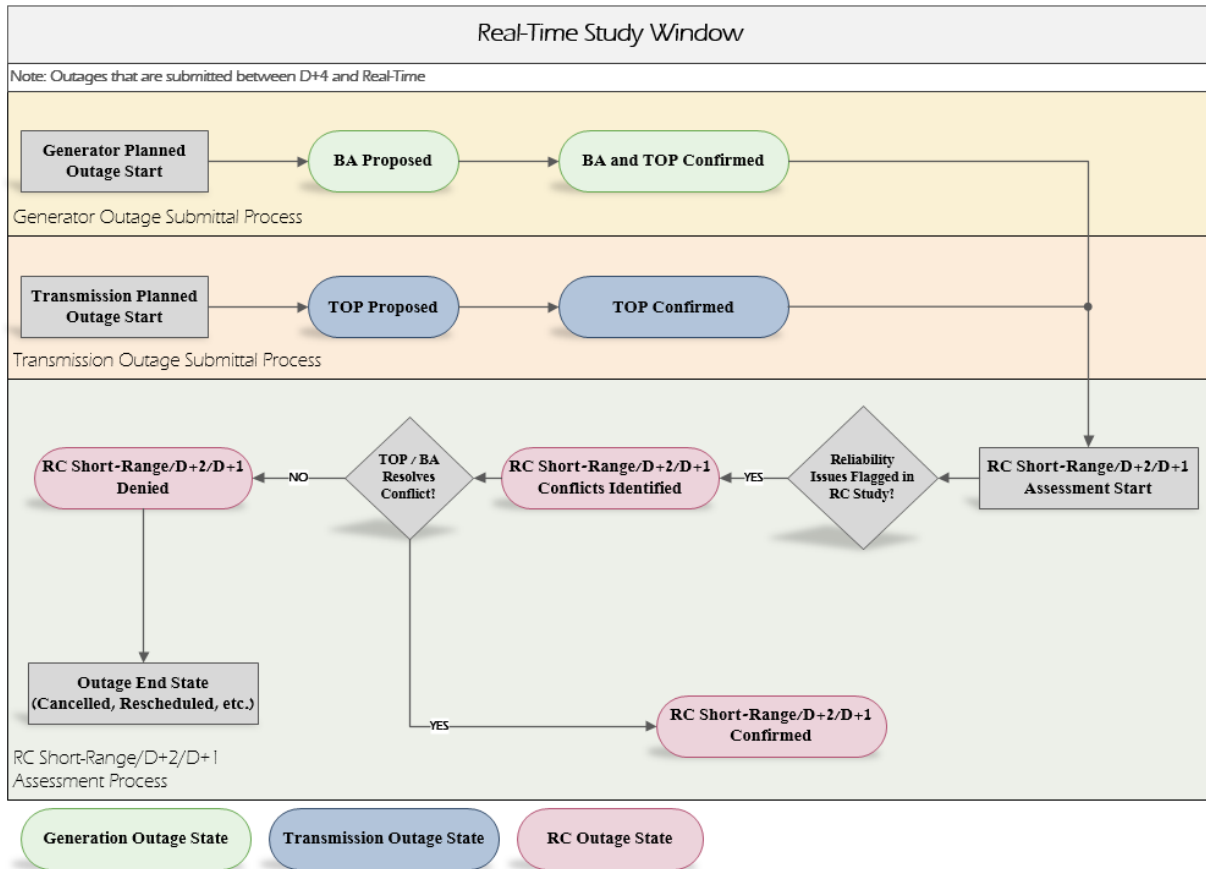 Real-Time Study Window
Note: Outages that are submitted between D+4 and Real-Time
Generator Planned
Outage Start
BA Proposed
BA and TOP Confirmed
Generator Outage Submittal Process
Transmission Planned
Outage Start
TOP Proposed
TOP Confirmed
Transmission Outage Submittal Process
RC Short-Range/D+2/D+1
Denied
NO
TOP / BA
Resolves
Conflict?
RC Short-Range/D+2/D+1
Conflicts Identified
YES
Reliability
Issues Flagged in
RC Study?
RC Short-Range/D+2/D+1
Assessment Start
Outage End State
(Cancelled, Rescheduled, etc.)
YES
RC Short-Range/D+2/D+1
Confirmed
RC Short-Range/D+2/D+1
Assessment Process
Generation Outage State
Transmission Outage State
RC Outage State